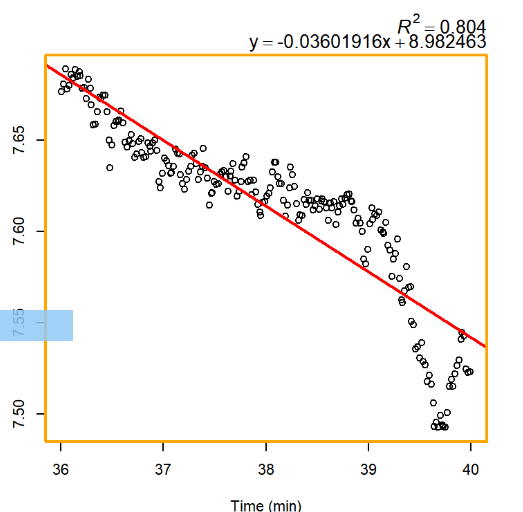 R² = 0.804
y = -0.03601916x + 8.982463
7.65
7.60
7.55
7.50
36 37 38 39 40
Time (min)